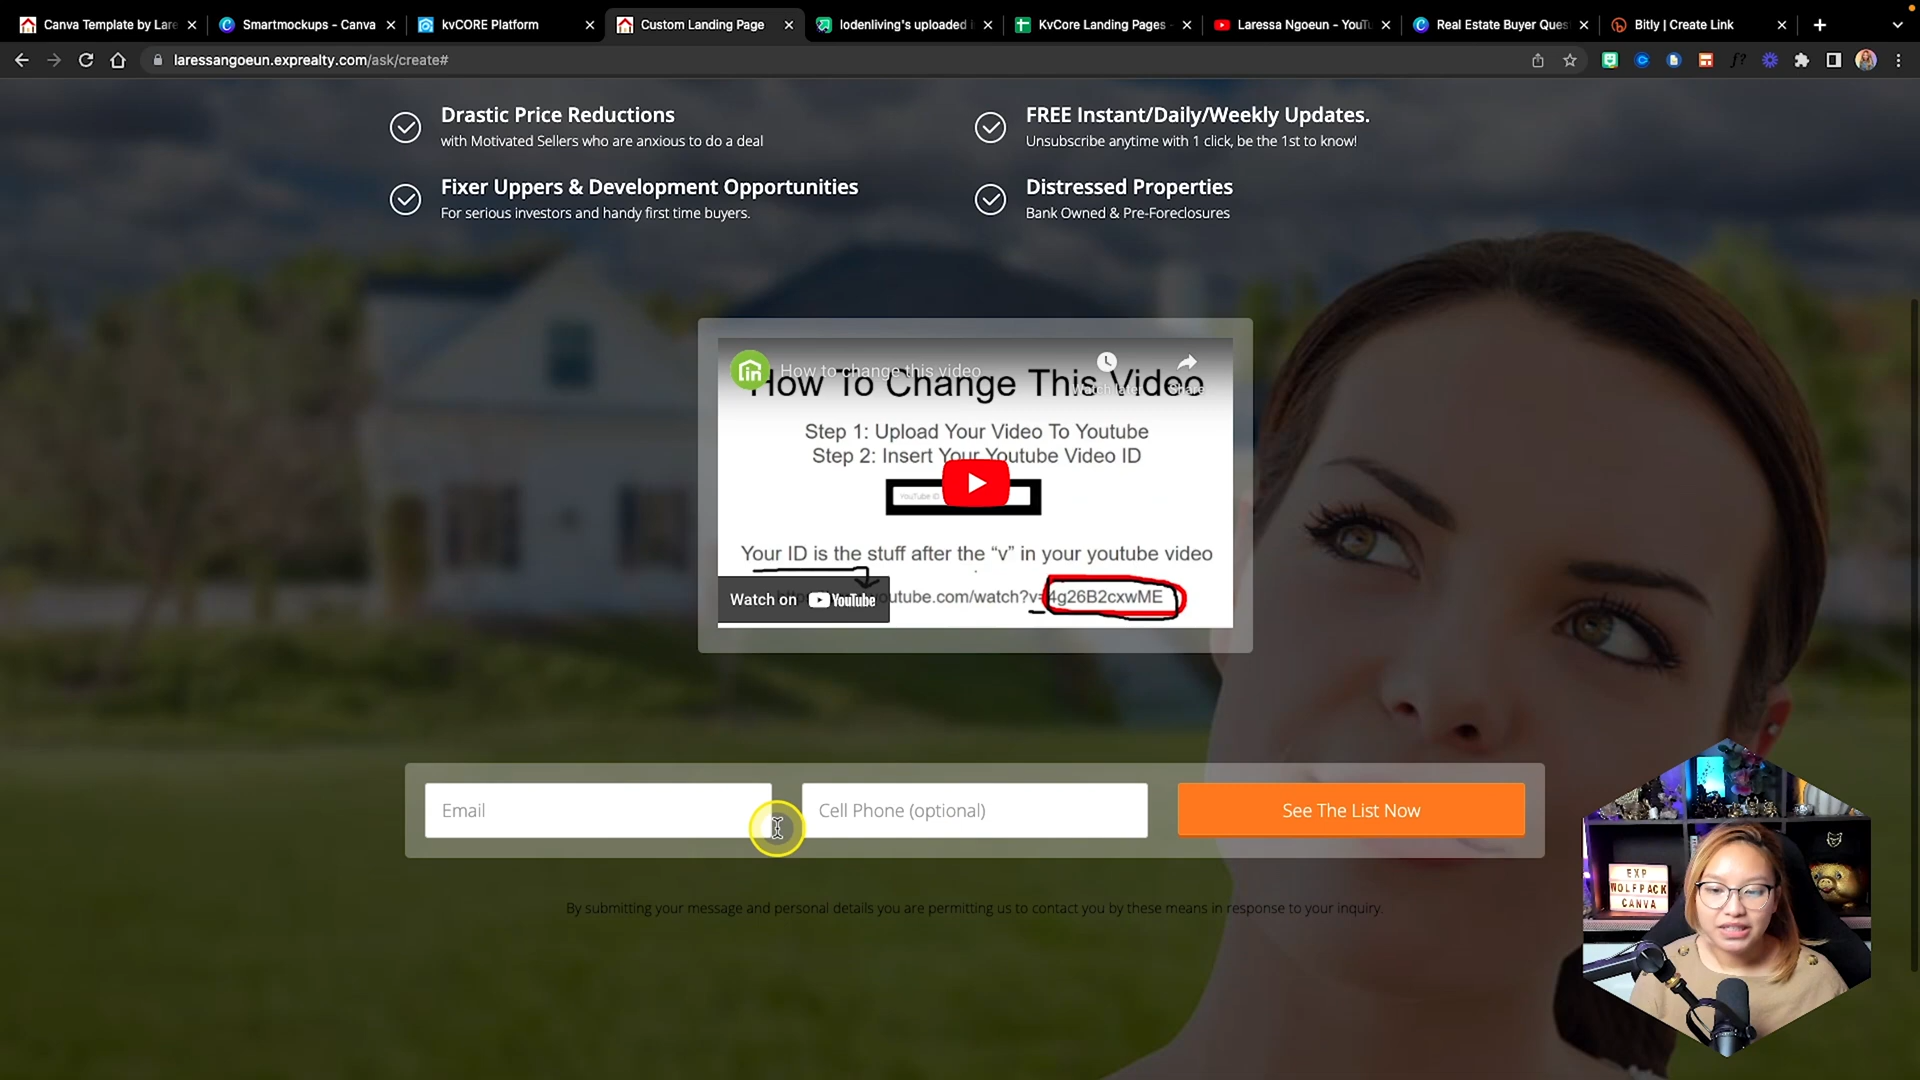 Canva Template by Lare
Smartmockups - Canva
kvCORE Platform
Custom Landing Page
lodenliving's uploaded i
KvCore Landing Pages -
Laressa Ngoeun - YouTu
Real Estate Buyer Ques
Bitly | Create Link
laressangoeun.exprealty.com/ask/create#
Drastic Price Reductions
with Motivated Sellers who are anxious to do a deal
FREE Instant/Daily/Weekly Updates.
Unsubscribe anytime with 1 click, be the 1st to know!
Fixer Uppers & Development Opportunities
For serious investors and handy first time buyers.
Distressed Properties
Bank Owned & Pre-Foreclosures
How to change this video
Watch later
Share
How To Change This Video
Step 1: Upload Your Video To Youtube
Step 2: Insert Your Youtube Video ID
YouTube ID
Your ID is the stuff after the “v” in your youtube video
Watch on YouTube
outube.com/watch?v=4g26B2cxwME
Email
Cell Phone (optional)
See The List Now
By submitting your message and personal details you are permitting us to contact you by these means in response to your inquiry.
EXP
WOLFPACK
CANVA